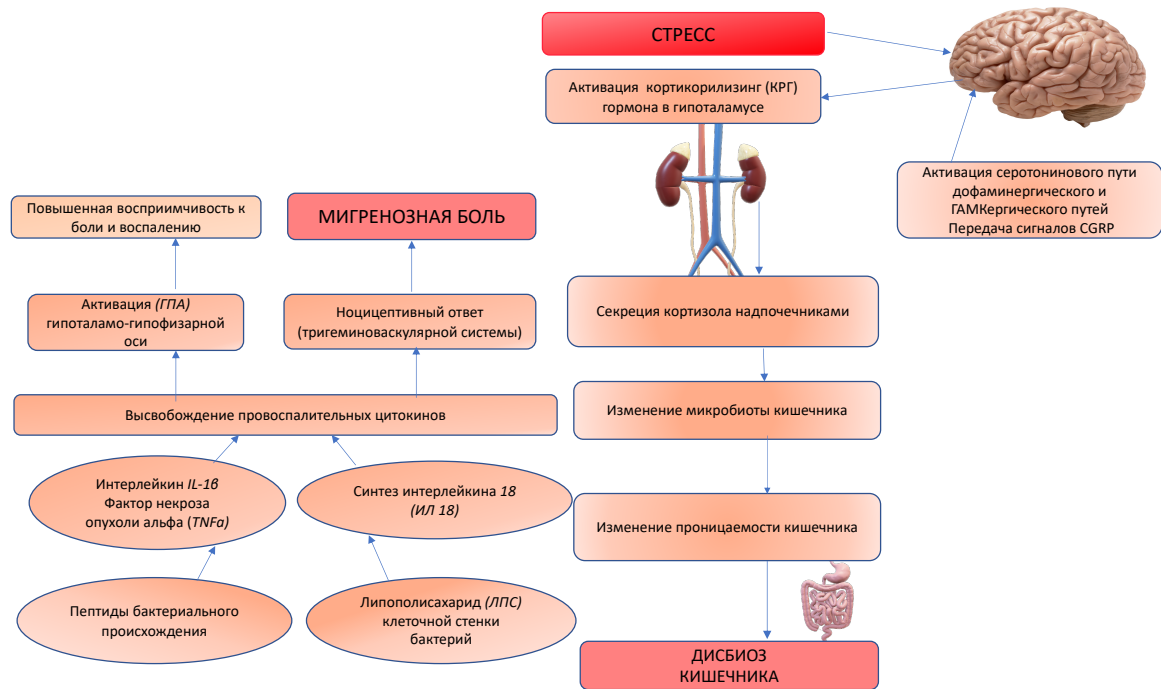 СТРЕСС
Активация кортикорилизинг (КРГ)
гормона в гипоталамусе
Активация серотонинового пути
дофаминергического и
ГАМКергического путей
Передача сигналов CGRP
Повышенная восприимчивость к
боли и воспалению
МИГРЕНОЗНАЯ БОЛЬ
Активация (ГПА)
гипоталамо-гипофизарной
оси
Ноцицептивный ответ
(тригеминоваскулярной системы)
Секреция кортизола надпочечниками
Высвобождение провоспалительных цитокинов
Изменение микробиоты кишечника
Интерлейкин IL-1β
Фактор некроза
опухоли альфа (TNFa)
Синтез интерлейкина 18
(ИЛ 18)
Изменение проницаемости кишечника
Пептиды бактериального
происхождения
Липополисахарид (ЛПС)
клеточной стенки
бактерий
ДИСБИОЗ
КИШЕЧНИКА